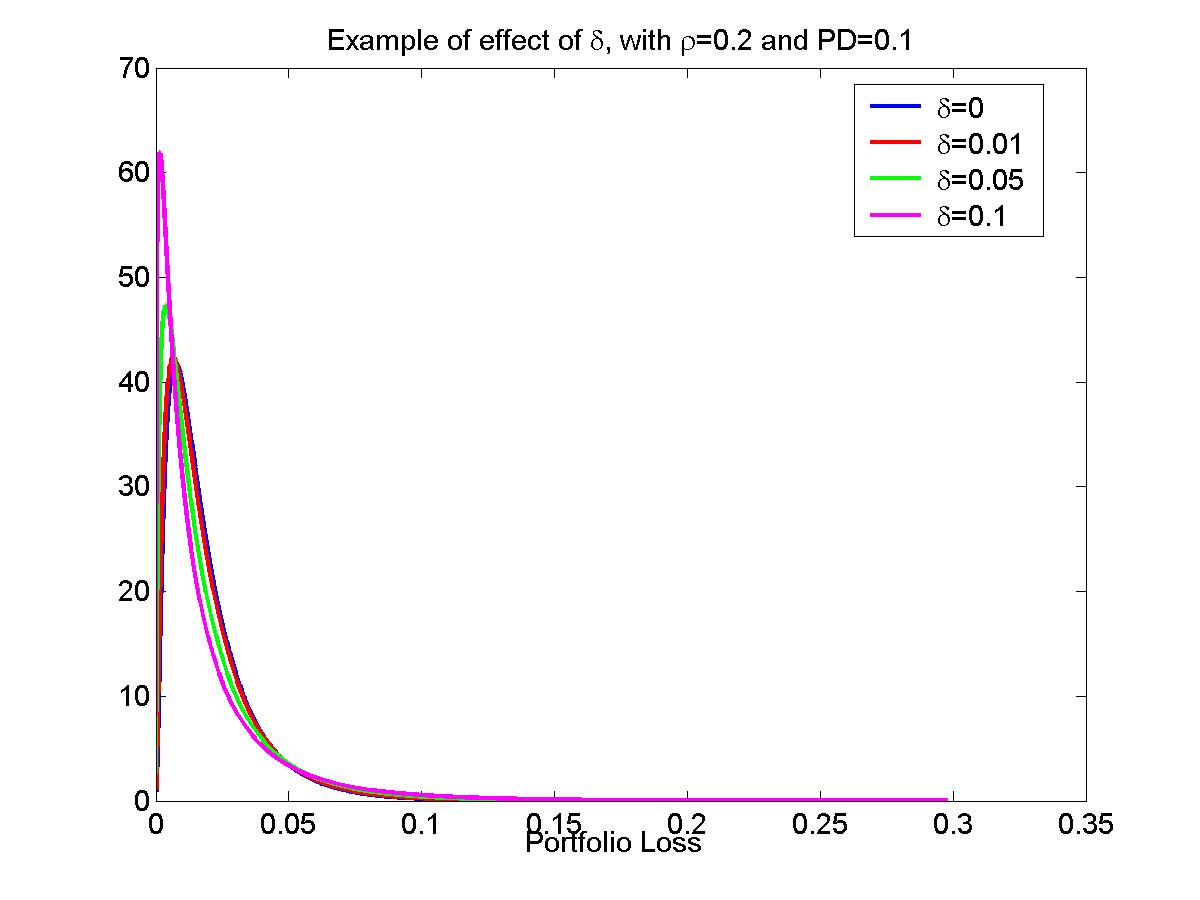 Example of effect of δ, with ρ=0.2 and PD=0.1
70
60
50
40
30
20
10
0
δ=0
δ=0.01
δ=0.05
δ=0.1
0 0.05 0.1 0.15 0.2 0.25 0.3 0.35
Portfolio Loss